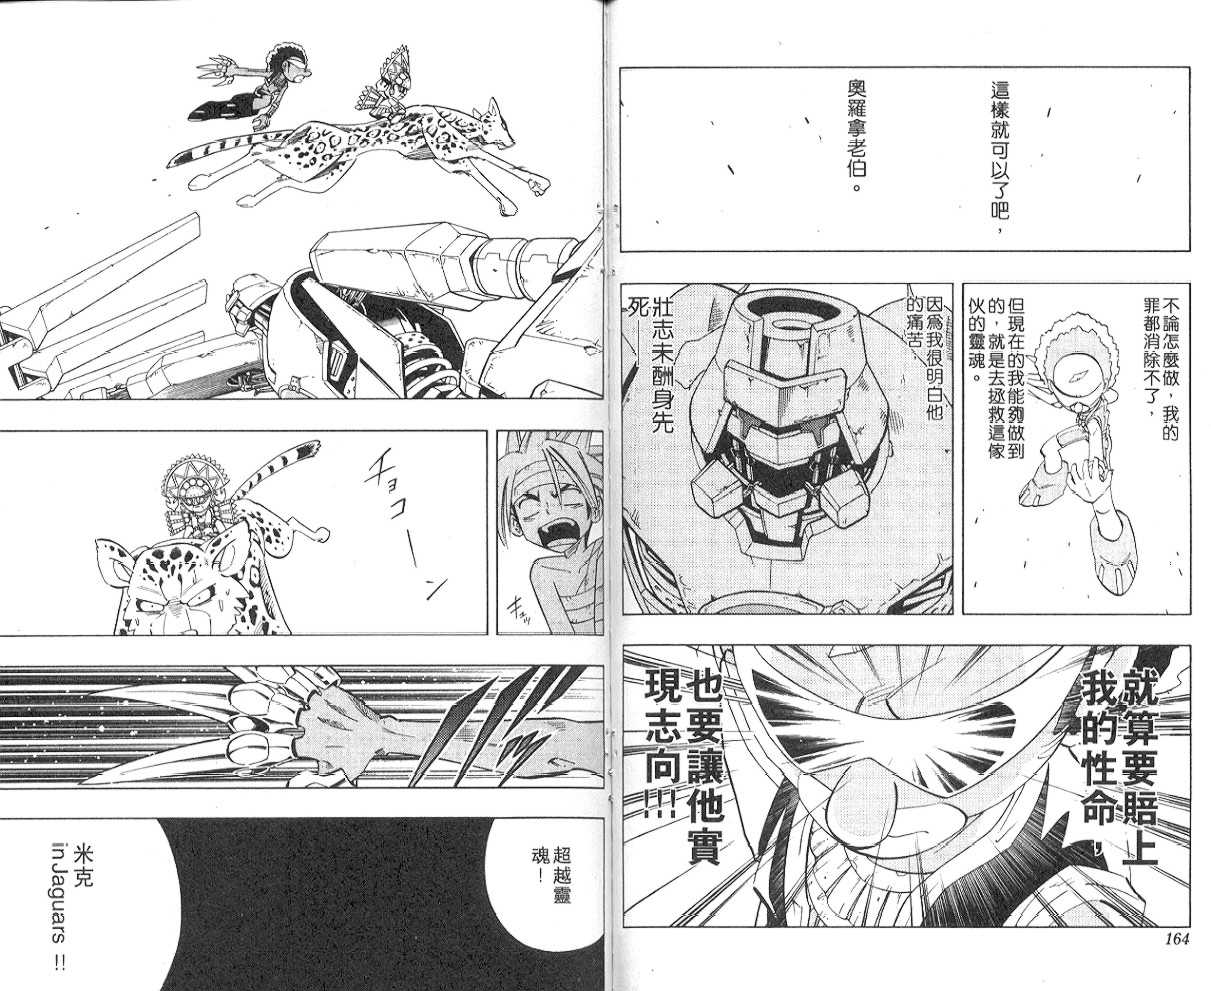 這樣就可以了吧，
奧羅拿老伯。
不論怎麼做，我的
罪都消除不了，
但現在的我能夠做到
的，就是去拯救這傢
伙的靈魂。
因為我很明白他
的痛苦
壯志未酬身先
死—
就算要賠上
我的性命，
也要讓他實
現志向!!!
164
キュッ
チョコーン
超越靈
魂！
米克
in Jaguars !!